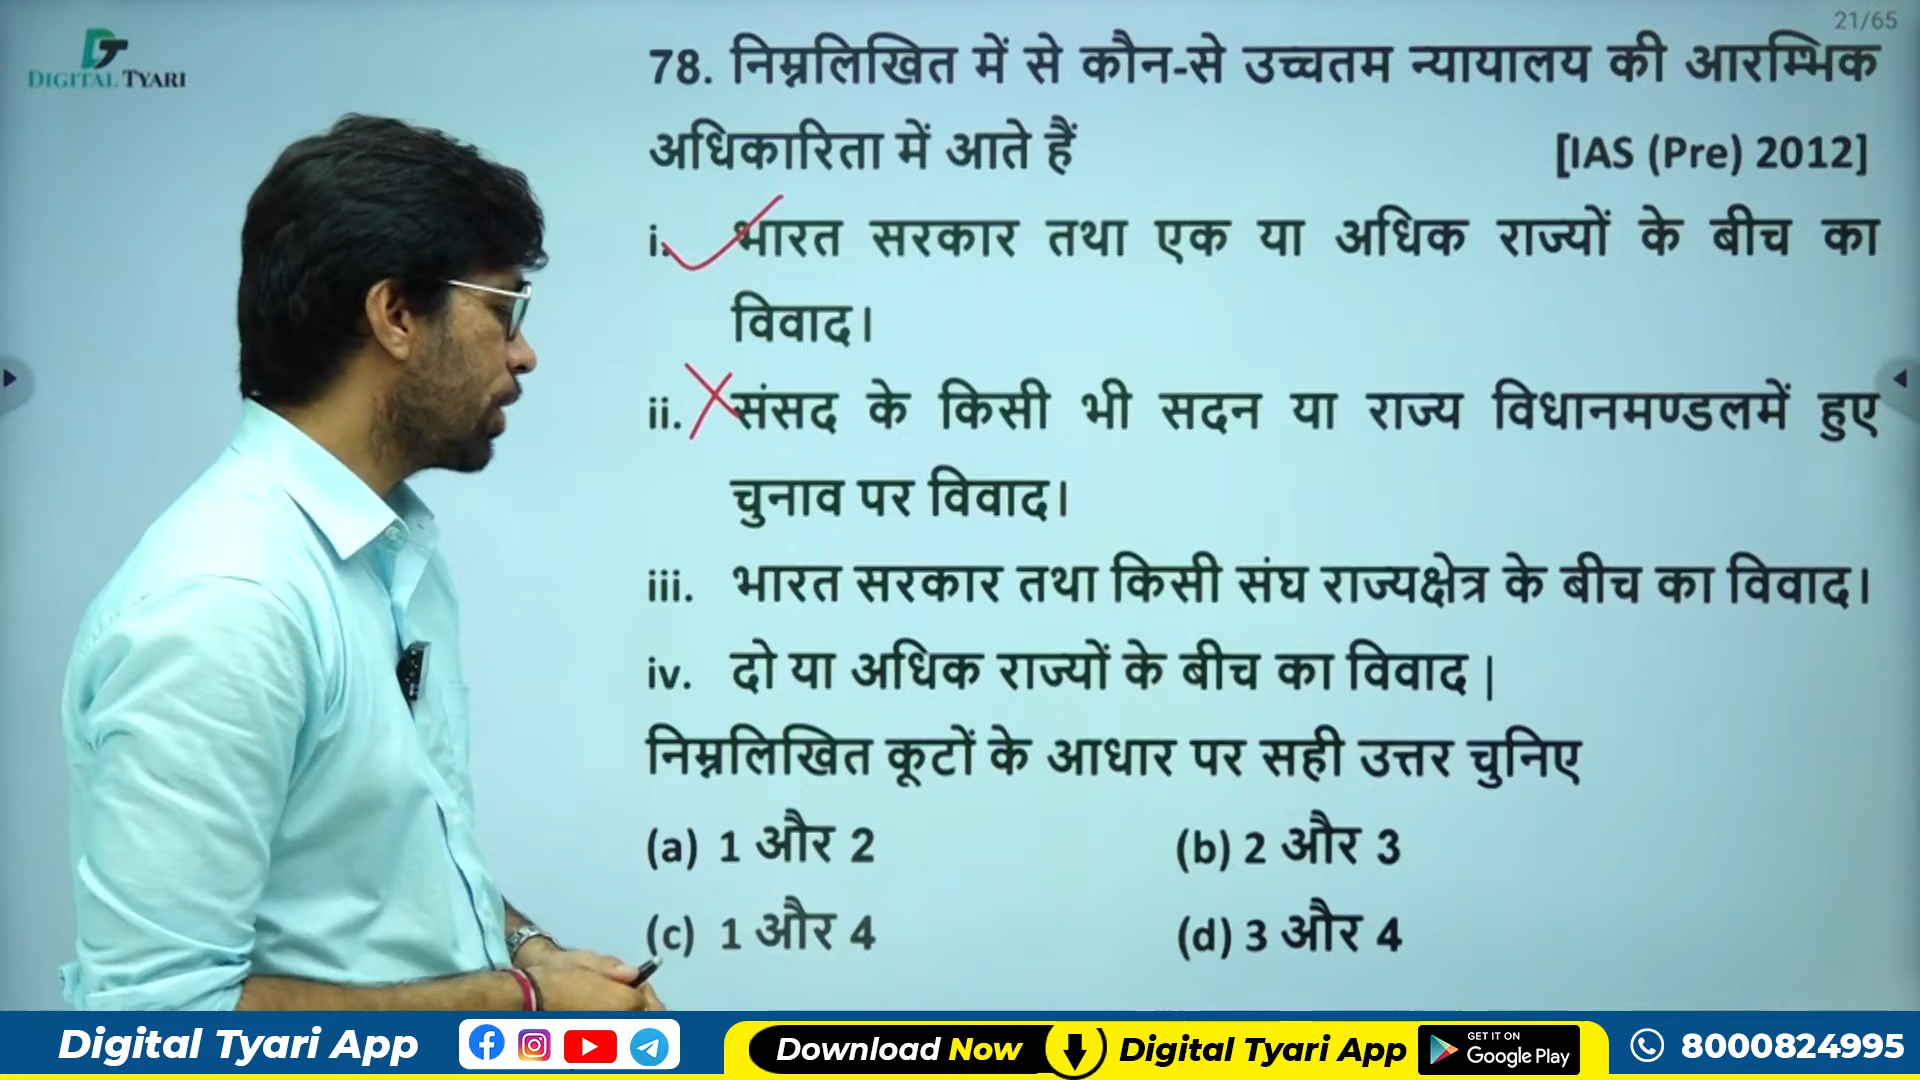 21/65
DT
DIGITAL TYARI
78. निम्नलिखित में से कौन-से उच्चतम न्यायालय की आरम्भिक
अधिकारिता में आते हैं [IAS (Pre) 2012]
i. भारत सरकार तथा एक या अधिक राज्यों के बीच का
विवाद।
ii. संसद के किसी भी सदन या राज्य विधानमण्डलमें हुए
चुनाव पर विवाद।
iii. भारत सरकार तथा किसी संघ राज्यक्षेत्र के बीच का विवाद।
iv. दो या अधिक राज्यों के बीच का विवाद |
निम्नलिखित कूटों के आधार पर सही उत्तर चुनिए
(a) 1 और 2 (b) 2 और 3
(c) 1 और 4 (d) 3 और 4
Digital Tyari App Download Now Digital Tyari App GET IT ON Google Play 8000824995